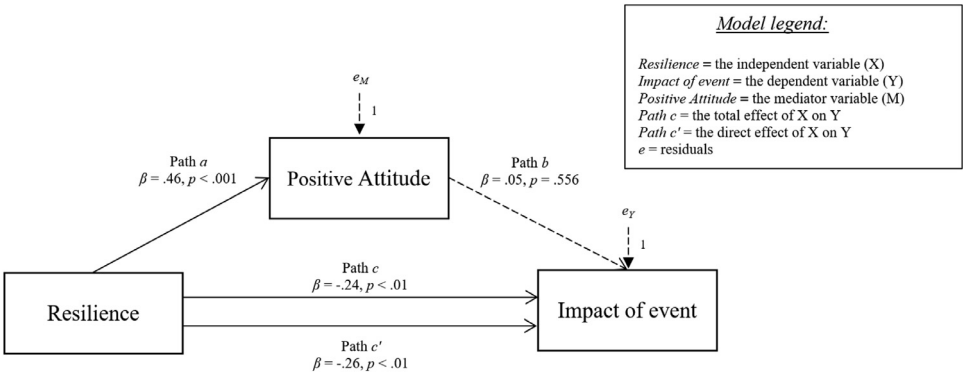 Model legend:
Resilience = the independent variable (X)
Impact of event = the dependent variable (Y)
Positive Attitude = the mediator variable (M)
Path c = the total effect of X on Y
Path c' = the direct effect of X on Y
e = residuals
eM
1
Path a
β = .46, p < .001
Positive Attitude
Path b
β = .05, p = .556
eY
1
Resilience
Path c
β = -.24, p < .01
Impact of event
Path c'
β = -.26, p < .01